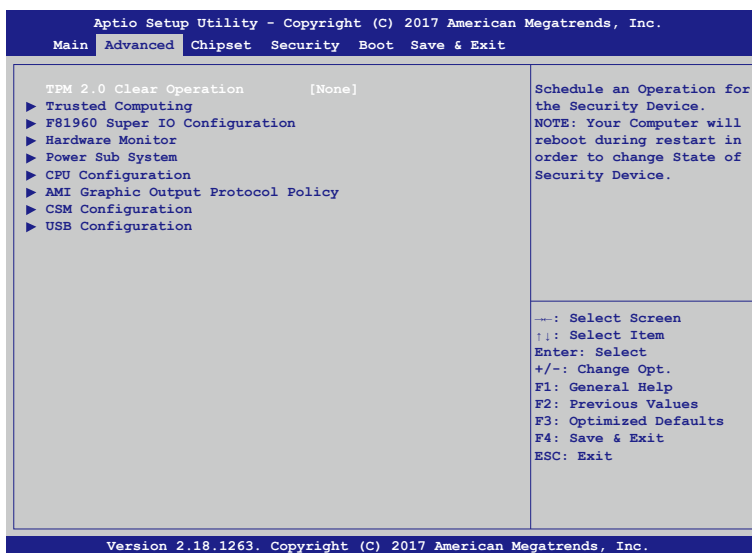 Aptio Setup Utility - Copyright (C) 2017 American Megatrends, Inc.
Main Advanced Chipset Security Boot Save & Exit
TPM 2.0 Clear Operation [None]
▶ Trusted Computing
▶ F81960 Super IO Configuration
▶ Hardware Monitor
▶ Power Sub System
▶ CPU Configuration
▶ AMI Graphic Output Protocol Policy
▶ CSM Configuration
▶ USB Configuration
Schedule an Operation for
the Security Device.
NOTE: Your Computer will
reboot during restart in
order to change State of
Security Device.
→←: Select Screen
↑↓: Select Item
Enter: Select
+/-: Change Opt.
F1: General Help
F2: Previous Values
F3: Optimized Defaults
F4: Save & Exit
ESC: Exit
Version 2.18.1263. Copyright (C) 2017 American Megatrends, Inc.